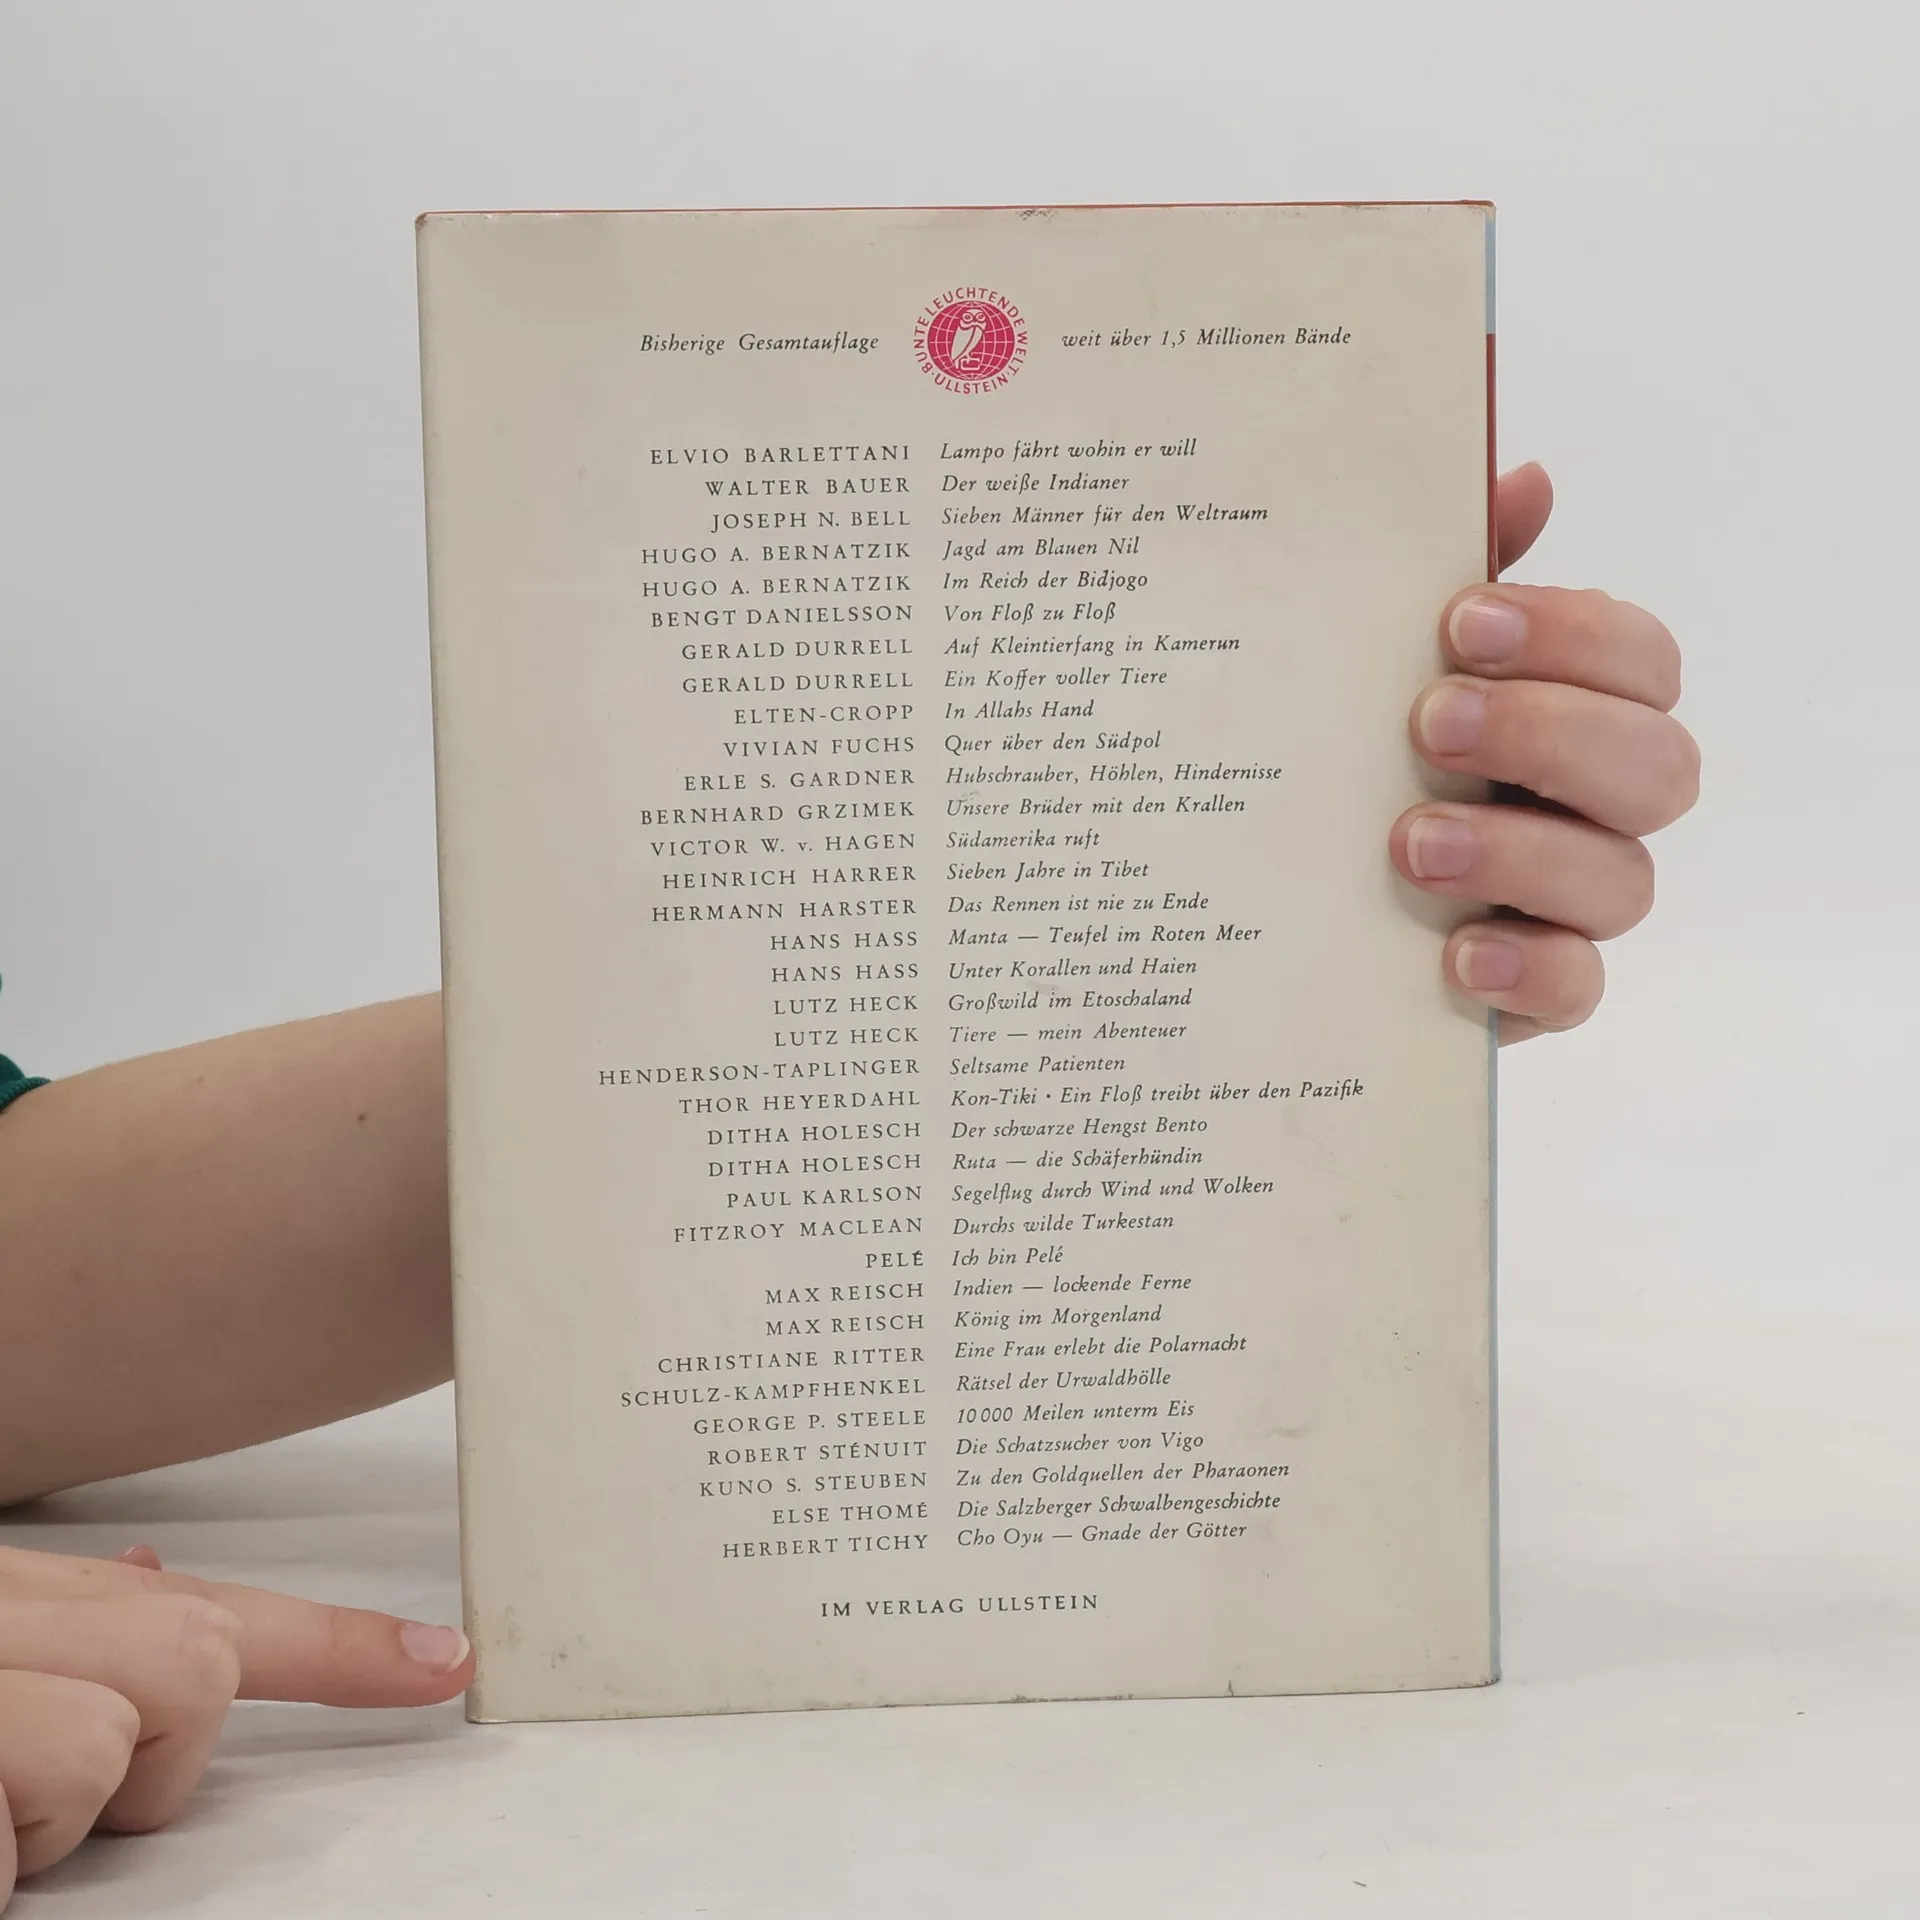 Bisherige Gesamtauflage weit über 1,5 Millionen Bände
BUNTE LEUCHTENDE WELT · ULLSTEIN ·
ELVIO BARLETTANI Lampo fährt wohin er will
WALTER BAUER Der weiße Indianer
JOSEPH N. BELL Sieben Männer für den Weltraum
HUGO A. BERNATZIK Jagd am Blauen Nil
HUGO A. BERNATZIK Im Reich der Bidjogo
BENGT DANIELSSON Von Floß zu Floß
GERALD DURRELL Auf Kleintierfang in Kamerun
GERALD DURRELL Ein Koffer voller Tiere
ELTEN-CROPP In Allahs Hand
VIVIAN FUCHS Quer über den Südpol
ERLE S. GARDNER Hubschrauber, Höhlen, Hindernisse
BERNHARD GRZIMEK Unsere Brüder mit den Krallen
VICTOR W. v. HAGEN Südamerika ruft
HEINRICH HARRER Sieben Jahre in Tibet
HERMANN HARSTER Das Rennen ist nie zu Ende
HANS HASS Manta — Teufel im Roten Meer
HANS HASS Unter Korallen und Haien
LUTZ HECK Großwild im Etoschaland
LUTZ HECK Tiere — mein Abenteuer
HENDERSON-TAPLINGER Seltsame Patienten
THOR HEYERDAHL Kon-Tiki · Ein Floß treibt über den Pazifik
DITHA HOLESCH Der schwarze Hengst Bento
DITHA HOLESCH Ruta — die Schäferhündin
PAUL KARLSON Segelflug durch Wind und Wolken
FITZROY MACLEAN Durchs wilde Turkestan
PELÉ Ich bin Pelé
MAX REISCH Indien — lockende Ferne
MAX REISCH König im Morgenland
CHRISTIANE RITTER Eine Frau erlebt die Polarnacht
SCHULZ-KAMPFHENKEL Rätsel der Urwaldhölle
GEORGE P. STEELE 10 000 Meilen unterm Eis
ROBERT STÉNUIT Die Schatzsucher von Vigo
KUNO S. STEUBEN Zu den Goldquellen der Pharaonen
ELSE THOMÉ Die Salzberger Schwalbengeschichte
HERBERT TICHY Cho Oyu — Gnade der Götter
IM VERLAG ULLSTEIN